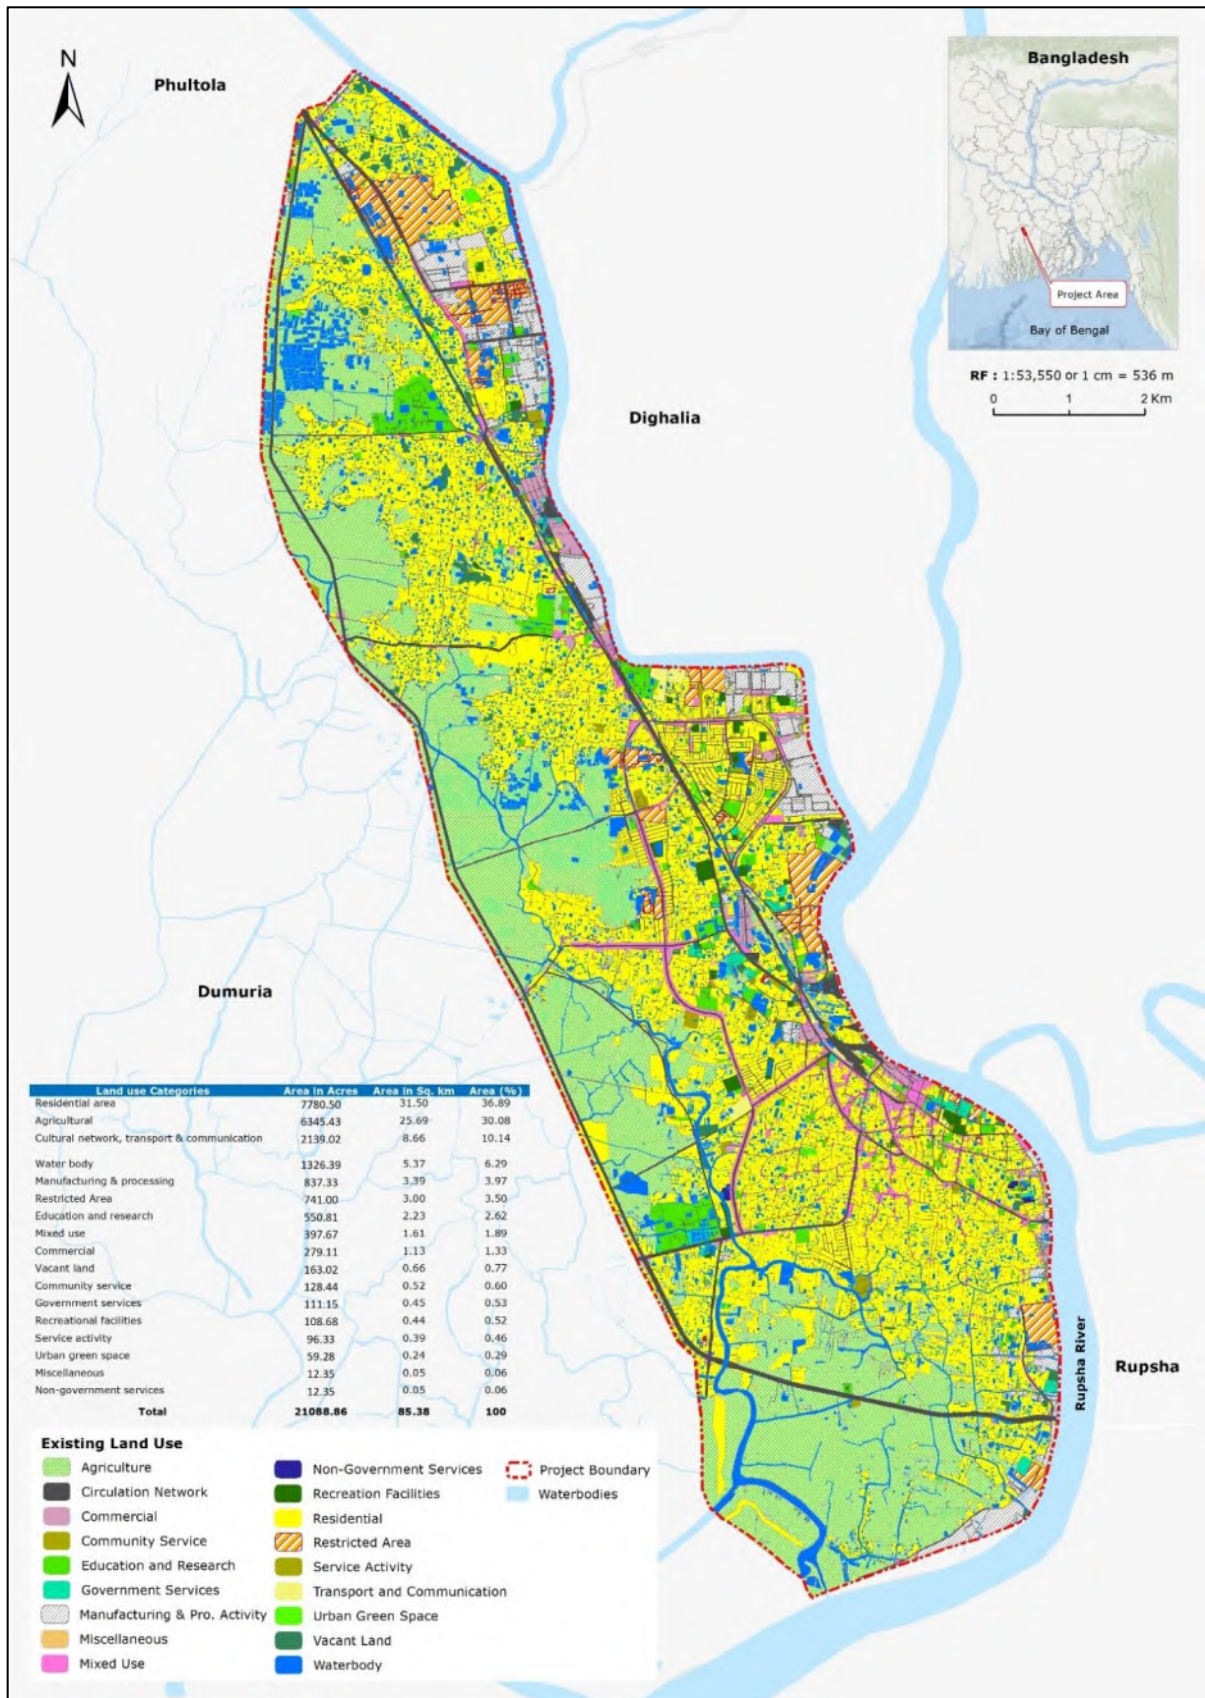 N
Phultola
Bangladesh
Project Area
Bay of Bengal
RF : 1:53,550 or 1 cm = 536 m
0 1 2 Km
Dighalia
Dumuria
Rupsha River
Rupsha
Land use Categories Area in Acres Area in Sq. km Area (%)
Residential area 7780.50 31.50 36.89
Agricultural 6345.43 25.69 30.08
Cultural network, transport & communication 2139.02 8.66 10.14
Water body 1326.39 5.37 6.29
Manufacturing & processing 837.33 3.39 3.97
Restricted Area 741.00 3.00 3.50
Education and research 550.81 2.23 2.62
Mixed use 397.67 1.61 1.89
Commercial 279.11 1.13 1.33
Vacant land 163.02 0.66 0.77
Community service 128.44 0.52 0.60
Government services 111.15 0.45 0.53
Recreational facilities 108.68 0.44 0.52
Service activity 96.33 0.39 0.46
Urban green space 59.28 0.24 0.29
Miscellaneous 12.35 0.05 0.06
Non-government services 12.35 0.05 0.06
Total 21088.86 85.38 100
Existing Land Use
Agriculture
Circulation Network
Commercial
Community Service
Education and Research
Government Services
Manufacturing & Pro. Activity
Miscellaneous
Mixed Use
Non-Government Services
Recreation Facilities
Residential
Restricted Area
Service Activity
Transport and Communication
Urban Green Space
Vacant Land
Waterbody
Project Boundary
Waterbodies